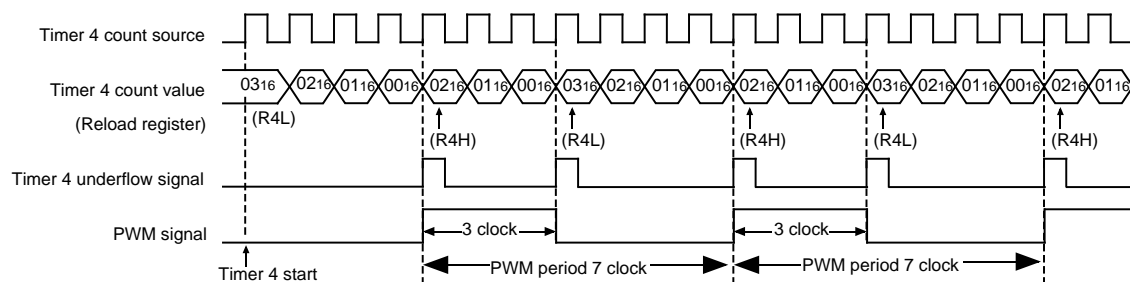 Timer 4 count source
Timer 4 count value
03₁₆ 02₁₆ 01₁₆ 00₁₆ 02₁₆ 01₁₆ 00₁₆ 03₁₆ 02₁₆ 01₁₆ 00₁₆ 02₁₆ 01₁₆ 00₁₆ 03₁₆ 02₁₆ 01₁₆ 00₁₆ 02₁₆ 01₁₆
(Reload register)
(R4L) (R4H) (R4L) (R4H) (R4L) (R4H)
Timer 4 underflow signal
PWM signal
3 clock 3 clock
Timer 4 start
PWM period 7 clock PWM period 7 clock